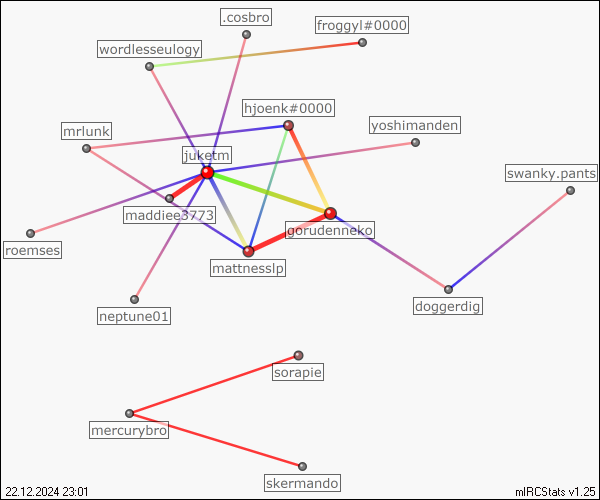 .cosbro
froggyl#0000
wordlesseulogy
hjoenk#0000
yoshimanden
mrlunk
juketm
swanky.pants
maddiee3773
gorudenneko
roemses
mattnesslp
doggerdig
neptune01
sorapie
mercurybro
skermando
22.12.2024 23:01
mIRCStats v1.25